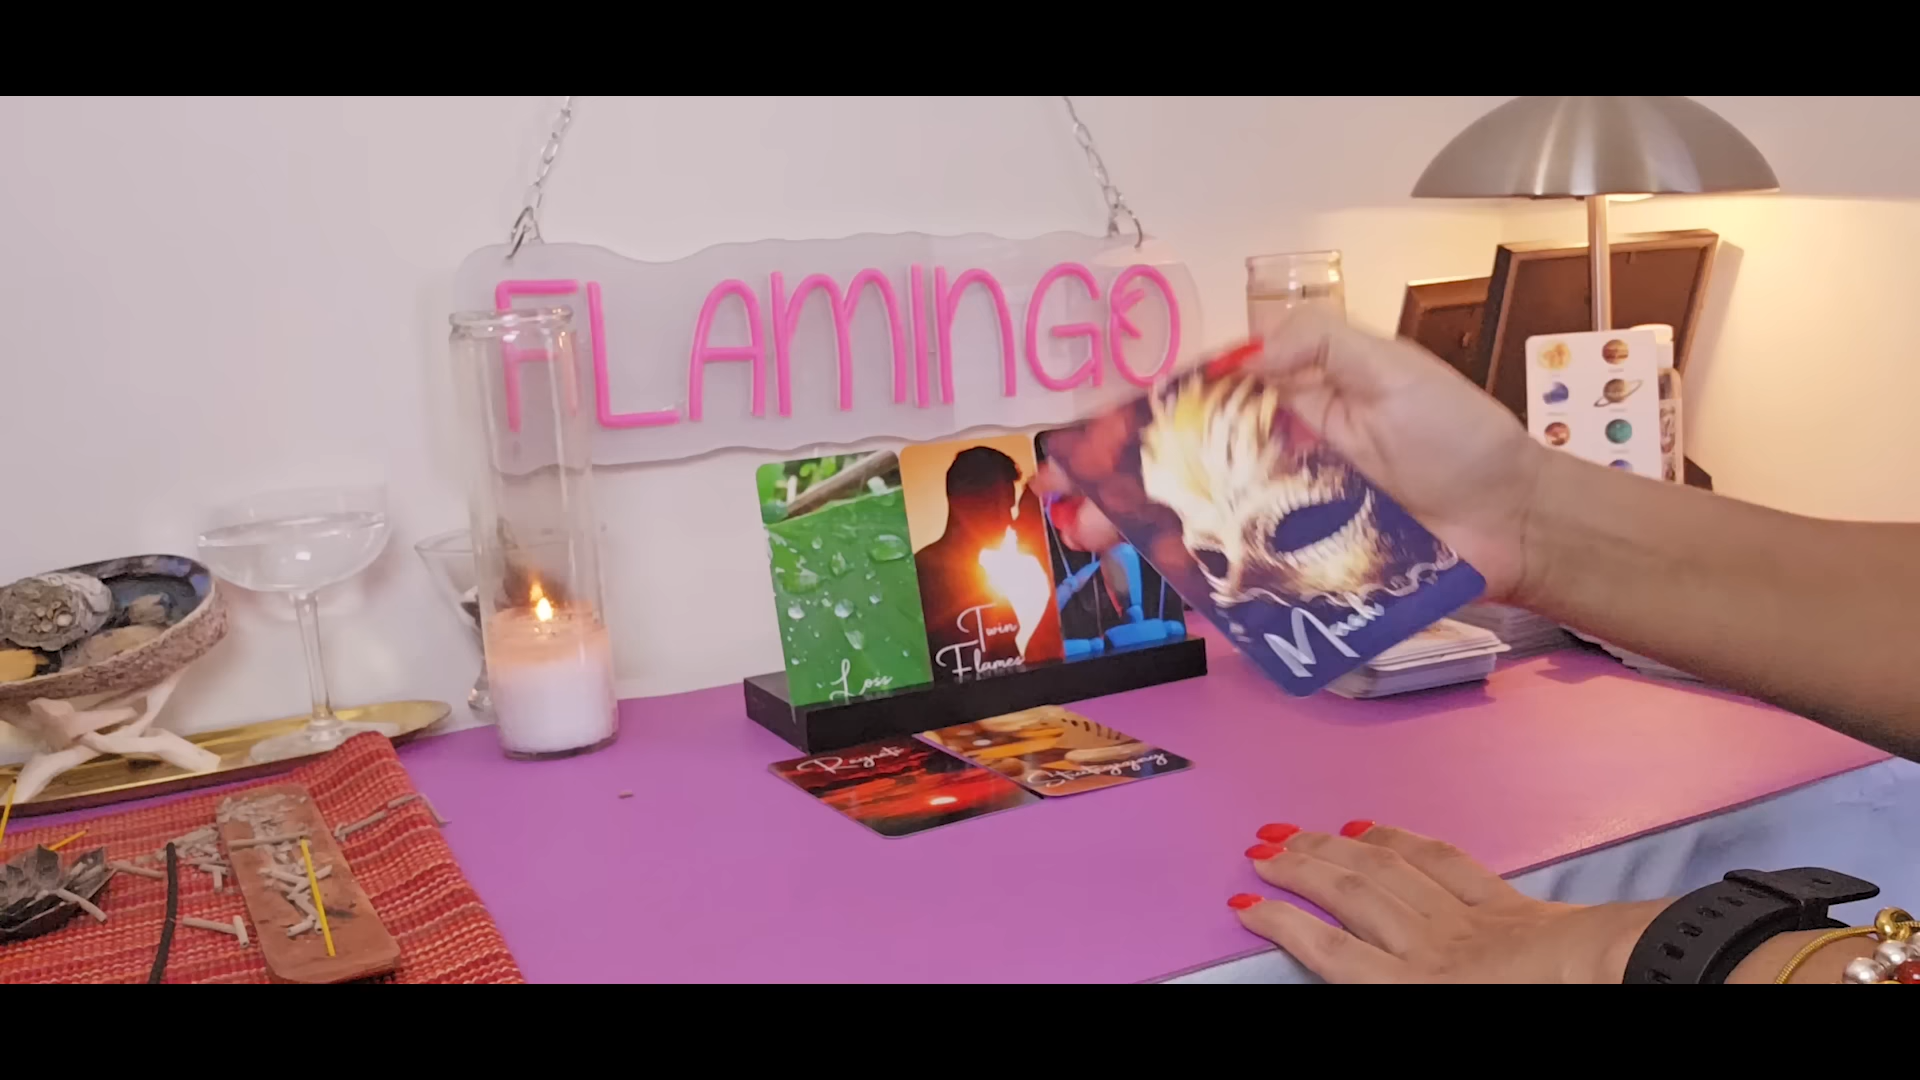 FLAMINGO
Loss
Twin
Flames
Mask
Regrets